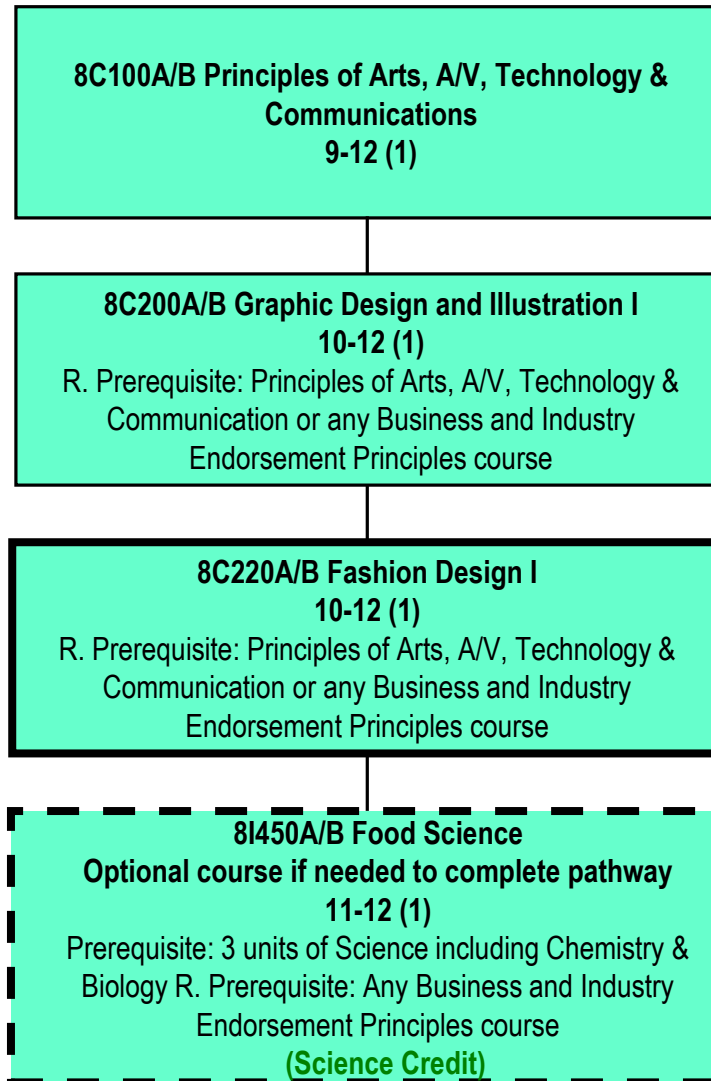 8C100A/B Principles of Arts, A/V, Technology &
Communications
9-12 (1)
8C200A/B Graphic Design and Illustration I
10-12 (1)
R. Prerequisite: Principles of Arts, A/V, Technology &
Communication or any Business and Industry
Endorsement Principles course
8C220A/B Fashion Design I
10-12 (1)
R. Prerequisite: Principles of Arts, A/V, Technology &
Communication or any Business and Industry
Endorsement Principles course
8I450A/B Food Science
Optional course if needed to complete pathway
11-12 (1)
Prerequisite: 3 units of Science including Chemistry &
Biology R. Prerequisite: Any Business and Industry
Endorsement Principles course
(Science Credit)